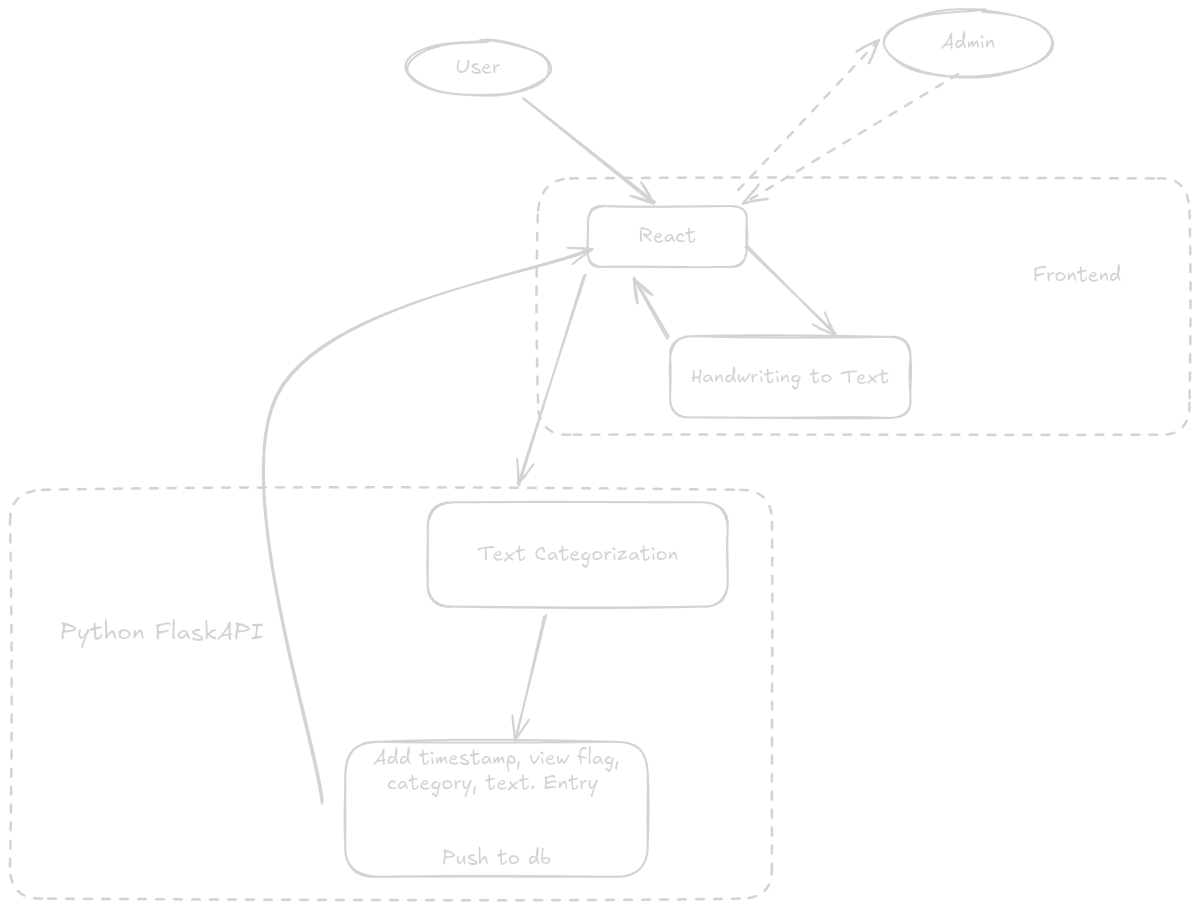 User
Admin
React
Frontend
Handwriting to Text
Text Categorization
Python FlaskAPI
Add timestamp, view flag,
category, text. Entry
Push to db